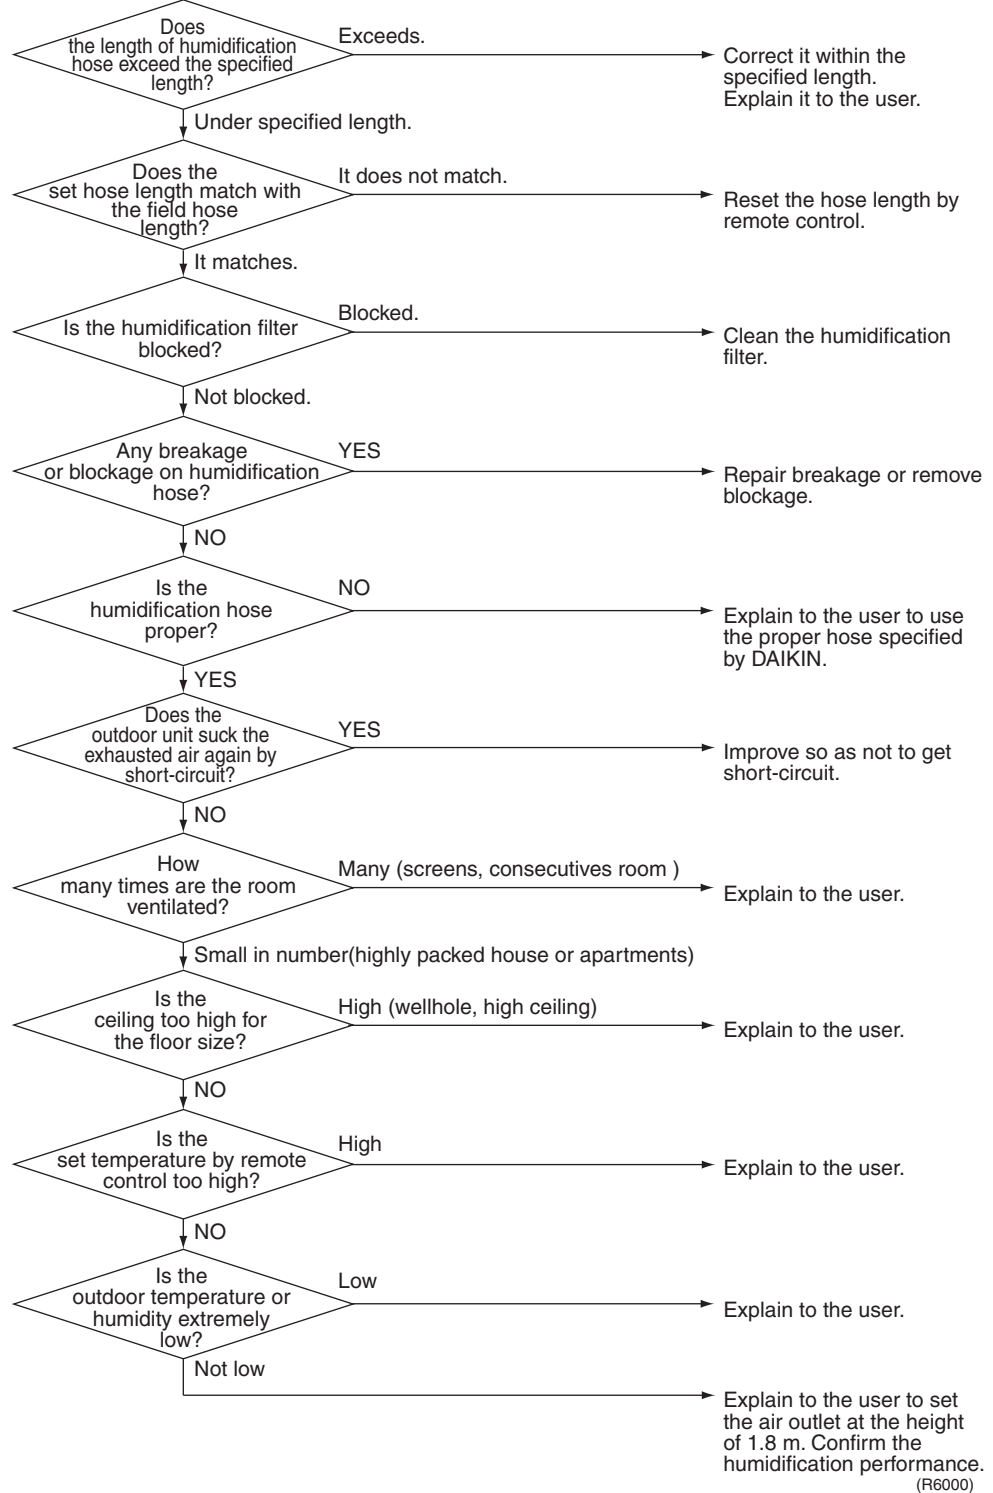 Does
the length of humidification
hose exceed the specified
length?
Exceeds.
Correct it within the
specified length.
Explain it to the user.
Under specified length.
Does the
set hose length match with
the field hose
length?
It does not match.
Reset the hose length by
remote control.
It matches.
Is the humidification filter
blocked?
Blocked.
Clean the humidification
filter.
Not blocked.
Any breakage
or blockage on humidification
hose?
YES
Repair breakage or remove
blockage.
NO
Is the
humidification hose
proper?
NO
Explain to the user to use
the proper hose specified
by DAIKIN.
YES
Does the
outdoor unit suck the
exhausted air again by
short-circuit?
YES
Improve so as not to get
short-circuit.
NO
How
many times are the room
ventilated?
Many (screens, consecutives room )
Explain to the user.
Small in number(highly packed house or apartments)
Is the
ceiling too high for
the floor size?
High (wellhole, high ceiling)
Explain to the user.
NO
Is the
set temperature by remote
control too high?
High
Explain to the user.
NO
Is the
outdoor temperature or
humidity extremely
low?
Low
Explain to the user.
Not low
Explain to the user to set
the air outlet at the height
of 1.8 m. Confirm the
humidification performance.
(R6000)